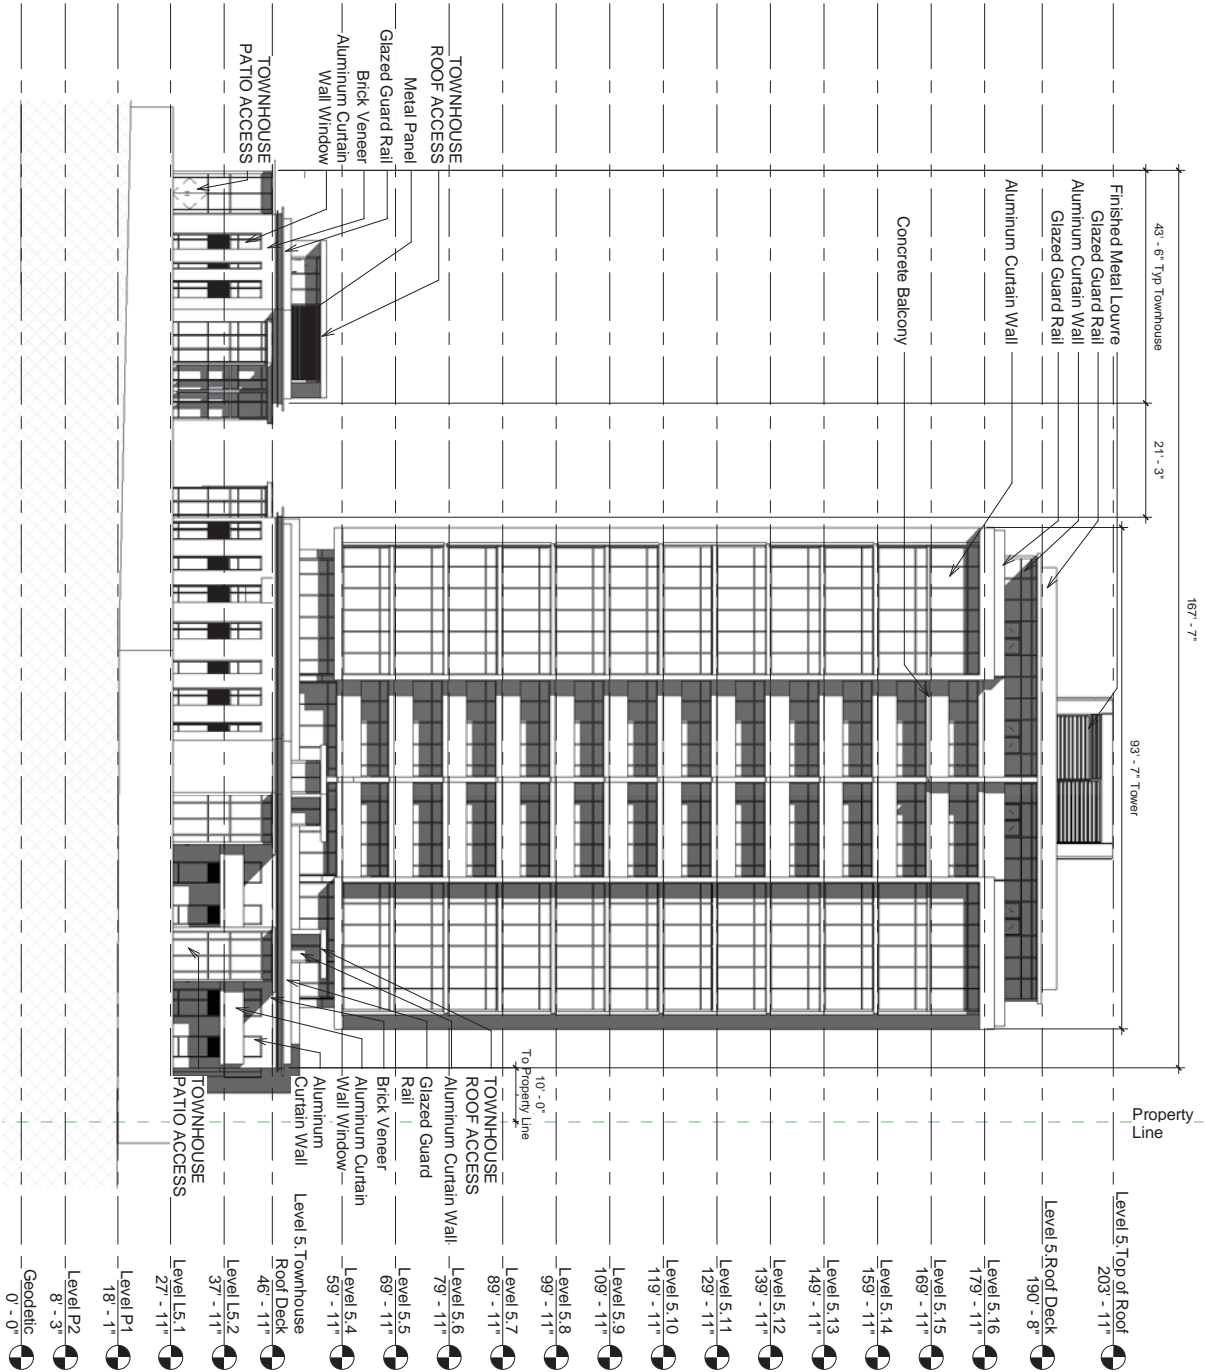 TOWNHOUSE
PATIO ACCESS
Aluminum Curtain
Wall Window
Brick Veneer
Glazed Guard Rail
Metal Panel
TOWNHOUSE
ROOF ACCESS
Concrete Balcony
Aluminum Curtain Wall
Glazed Guard Rail
Aluminum Curtain Wall
Glazed Guard Rail
Finished Metal Louvre
43' - 6" Typ Townhouse
21' - 3"
167' - 7"
93' - 7" Tower
10' - 0"
To Property Line
Property
Line
TOWNHOUSE
PATIO ACCESS
Aluminum
Curtain Wall
Aluminum Curtain
Wall Window
Brick Veneer
Glazed Guard
Rail
Aluminum Curtain Wall
TOWNHOUSE
ROOF ACCESS
Level 5.Top of Roof
203' - 11"
Level 5.Roof Deck
190' - 8"
Level 5.16
179' - 11"
Level 5.15
169' - 11"
Level 5.14
159' - 11"
Level 5.13
149' - 11"
Level 5.12
139' - 11"
Level 5.11
129' - 11"
Level 5.10
119' - 11"
Level 5.9
109' - 11"
Level 5.8
99' - 11"
Level 5.7
89' - 11"
Level 5.6
79' - 11"
Level 5.5
69' - 11"
Level 5.4
59' - 11"
Level 5.Townhouse
Roof Deck
46' - 11"
Level L5.2
37' - 11"
Level L5.1
27' - 11"
Level P1
18' - 1"
Level P2
8' - 3"
Geodetic
0' - 0"